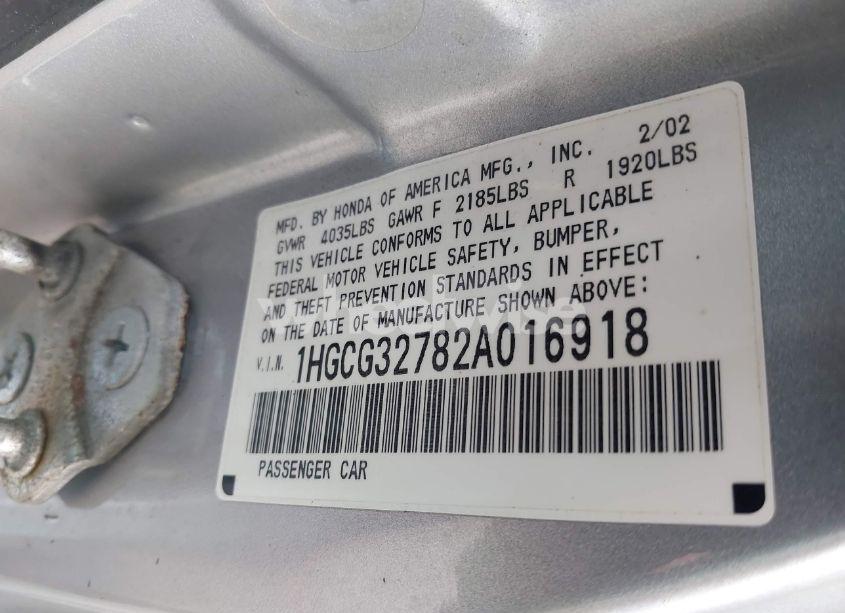 MFD. BY HONDA OF AMERICA MFG., INC. 2/02
GVWR 4035LBS GAWR F 2185LBS R 1920LBS
THIS VEHICLE CONFORMS TO ALL APPLICABLE
FEDERAL MOTOR VEHICLE SAFETY, BUMPER,
AND THEFT PREVENTION STANDARDS IN EFFECT
ON THE DATE OF MANUFACTURE SHOWN ABOVE:
V.I.N. 1HGCG32782A016918
PASSENGER CAR